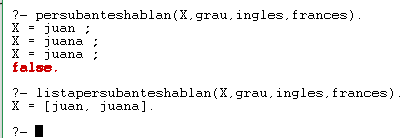 ?- persubanteshablan(X,grau,ingles,frances).
X = juan ;
X = juana ;
X = juana ;
false.
?- listapersubanteshablan(X,grau,ingles,frances).
X = [juan, juana].
?-